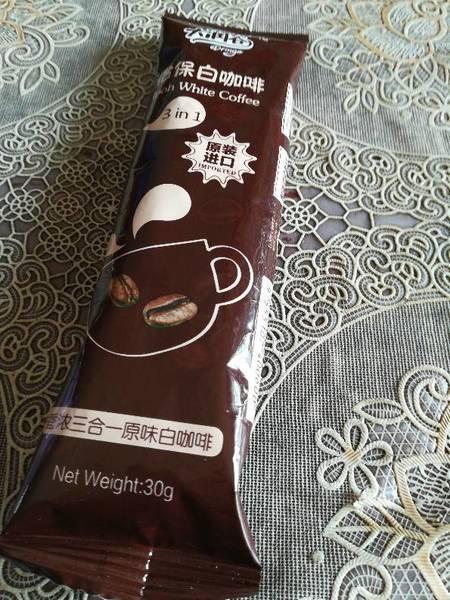 保白咖啡
White Coffee
3 in 1
原装
进口
IMPORTED
浓三合一原味白咖啡
Net Weight:30g